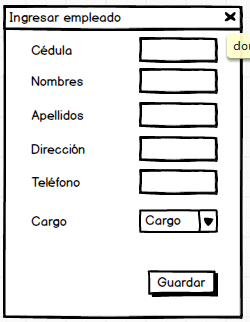 Ingresar empleado
Cédula
Nombres
Apellidos
Dirección
Teléfono
Cargo Cargo
Guardar